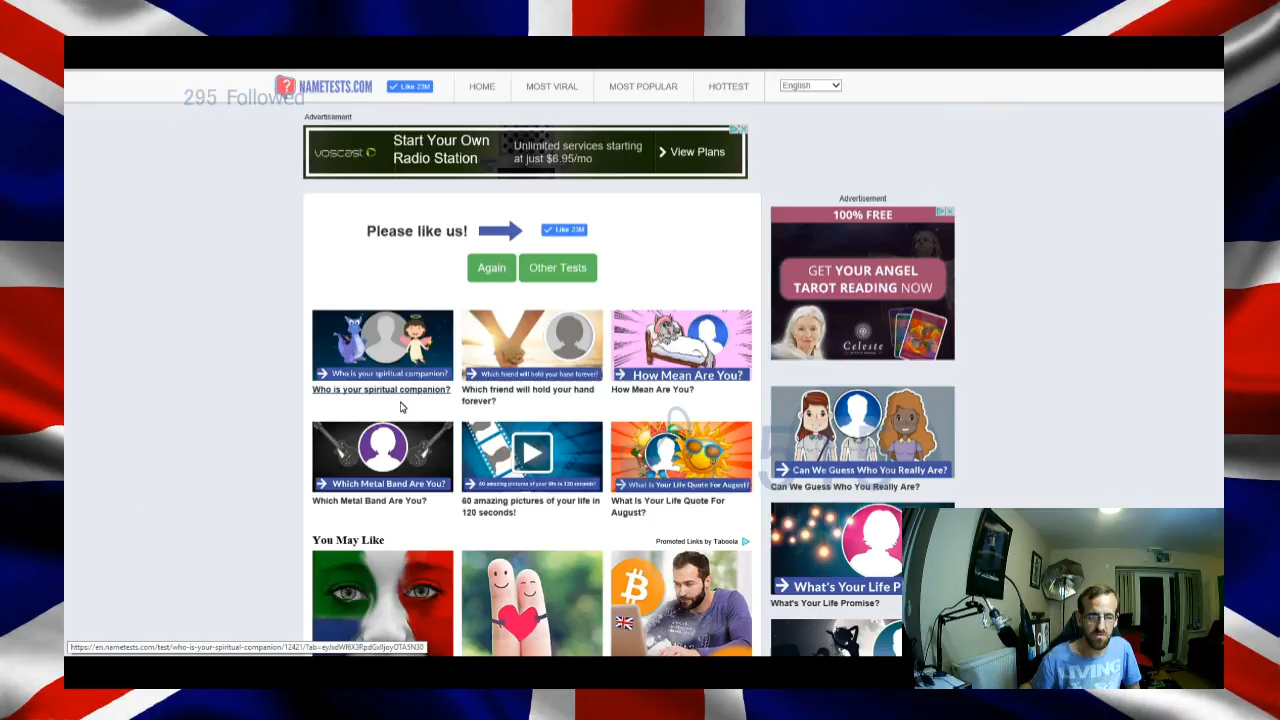 295 Followed
NAMETESTS.COM
Like 23M
HOME
MOST VIRAL
MOST POPULAR
HOTTEST
English
Advertisement
voscast
Start Your Own
Radio Station
Unlimited services starting
at just $6.95/mo
View Plans
Please like us!
Like 23M
Again
Other Tests
Advertisement
100% FREE
GET YOUR ANGEL
TAROT READING NOW
Celeste
Who is your spiritual companion?
Who is your spiritual companion?
Which friend will hold your hand forever?
Which friend will hold your hand
forever?
How Mean Are You?
How Mean Are You?
Which Metal Band Are You?
Which Metal Band Are You?
60 amazing pictures of your life in 120 seconds!
60 amazing pictures of your life in
120 seconds!
What Is Your Life Quote For August?
What Is Your Life Quote For
August?
Can We Guess Who You Really Are?
Can We Guess Who You Really Are?
What's Your Life P
What's Your Life Promise?
You May Like
Promoted Links by Taboola
LIVING